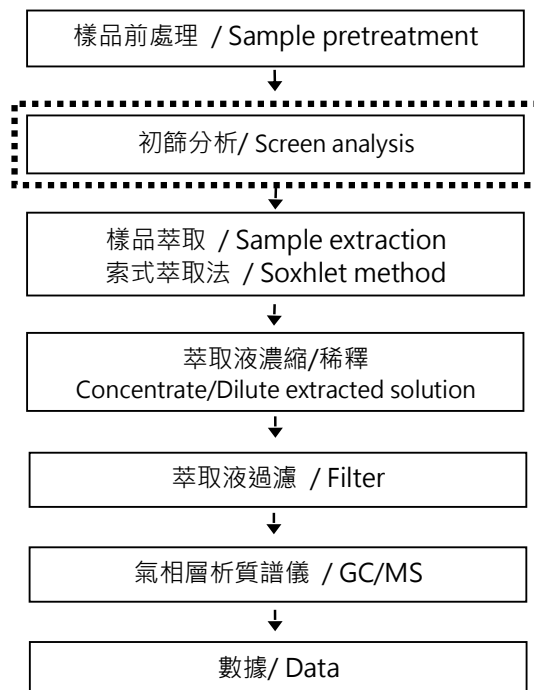 樣品前處理 / Sample pretreatment
初篩分析/ Screen analysis
樣品萃取 / Sample extraction
索式萃取法 / Soxhlet method
萃取液濃縮/稀釋
Concentrate/Dilute extracted solution
萃取液過濾 / Filter
氣相層析質譜儀 / GC/MS
數據/ Data